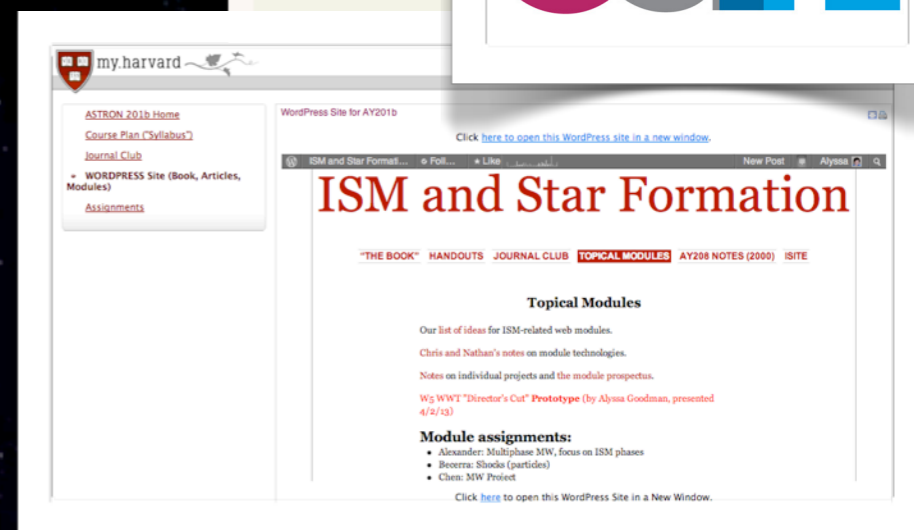 my.harvard
ASTRON 201b Home
Course Plan ("Syllabus")
Journal Club
WORDPRESS Site (Book, Articles, Modules)
Assignments
WordPress Site for AY201b
Click here to open this WordPress site in a new window.
ISM and Star Formati... Foll... Like New Post Alyssa
ISM and Star Formation
"THE BOOK" HANDOUTS JOURNAL CLUB TOPICAL MODULES AY208 NOTES (2000) ISITE
Topical Modules
Our list of ideas for ISM-related web modules.
Chris and Nathan's notes on module technologies.
Notes on individual projects and the module prospectus.
W5 WWT "Director's Cut" Prototype (by Alyssa Goodman, presented
4/2/13)
Module assignments:
• Alexander: Multiphase MW, focus on ISM phases
• Becerra: Shocks (particles)
• Chen: MW Project
Click here to open this WordPress Site in a New Window.